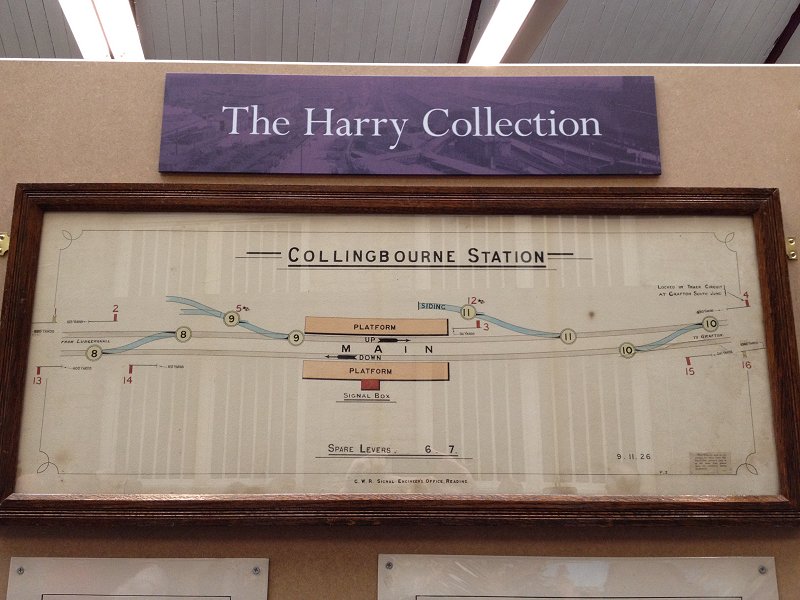 The Harry Collection
COLLINGBOURNE STATION
LOCKED IN TRACK CIRCUIT
AT GRAFTON SOUTH JUNC
4
2
5
12
SIDING
11
3
9
10
8
PLATFORM
UP
MAIN
DOWN
9
11
FROM LUDGERSHALL
8
10
TO GRAFTON
PLATFORM
13
14
15
16
SIGNAL BOX
SPARE LEVERS. 6. 7.
9.11.26
G.W.R. SIGNAL ENGINEER'S OFFICE READING